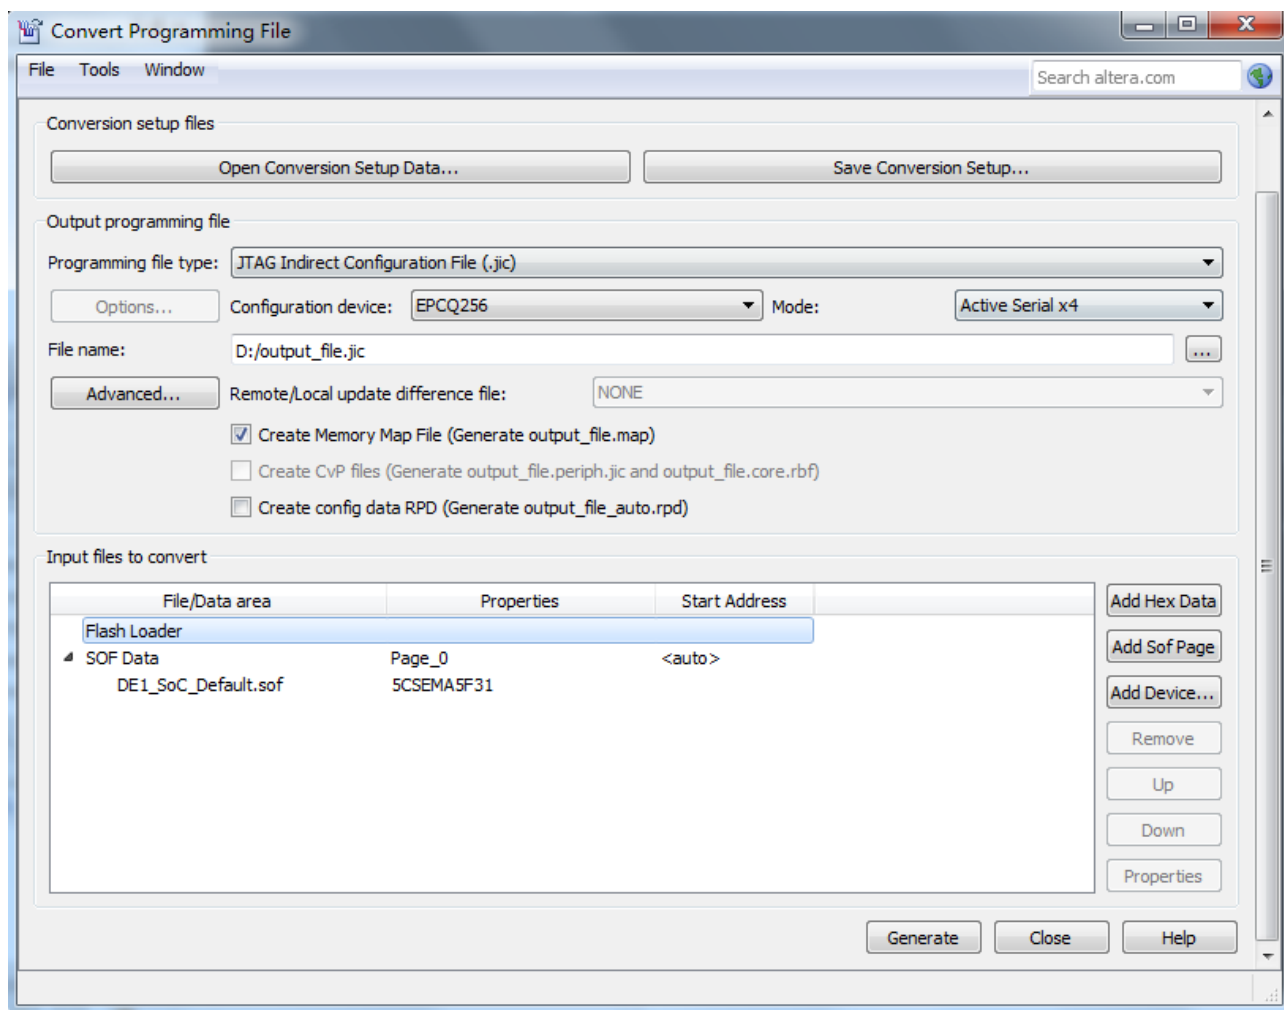 Convert Programming File
File Tools Window Search altera.com
Conversion setup files
Open Conversion Setup Data... Save Conversion Setup...
Output programming file
Programming file type: JTAG Indirect Configuration File (.jic)
Options... Configuration device: EPCQ256 Mode: Active Serial x4
File name: D:/output_file.jic ...
Advanced... Remote/Local update difference file: NONE
Create Memory Map File (Generate output_file.map)
Create CvP files (Generate output_file.periph.jic and output_file.core.rbf)
Create config data RPD (Generate output_file_auto.rpd)
Input files to convert
File/Data area Properties Start Address Add Hex Data
Flash Loader
SOF Data Page_0 <auto> Add Sof Page
DE1_SoC_Default.sof 5CSEMA5F31 Add Device...
Remove
Up
Down
Properties
Generate Close Help